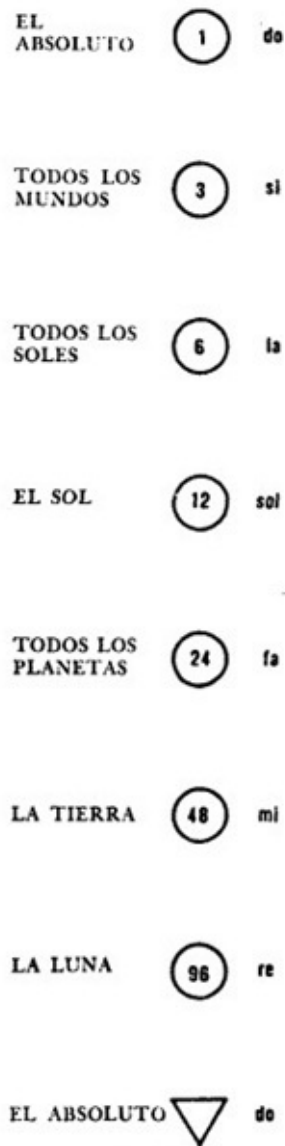 EL
ABSOLUTO 1 do
TODOS LOS
MUNDOS 3 si
TODOS LOS
SOLES 6 la
EL SOL 12 sol
TODOS LOS
PLANETAS 24 fa
LA TIERRA 48 mi
LA LUNA 96 re
EL ABSOLUTO do